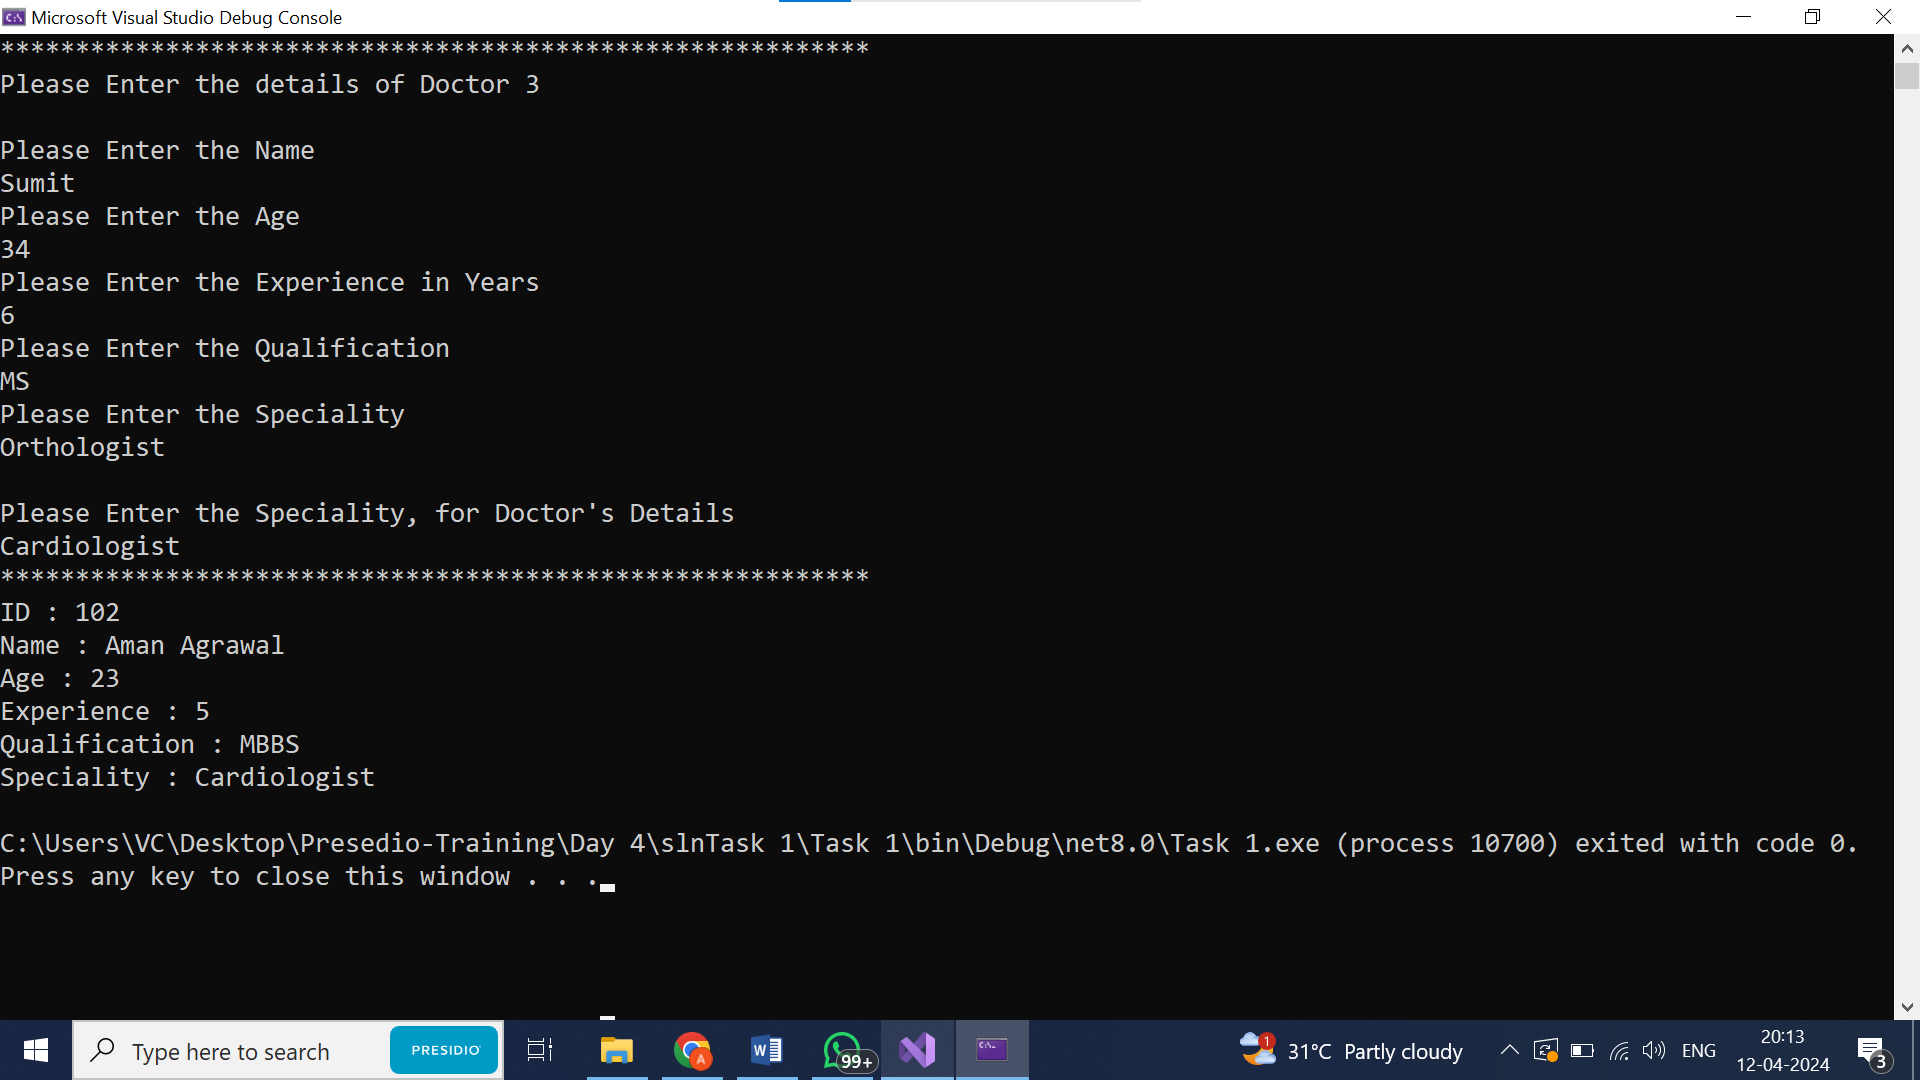 Microsoft Visual Studio Debug Console
**********************************************************
Please Enter the details of Doctor 3
Please Enter the Name
Sumit
Please Enter the Age
34
Please Enter the Experience in Years
6
Please Enter the Qualification
MS
Please Enter the Speciality
Orthologist
Please Enter the Speciality, for Doctor's Details
Cardiologist
**********************************************************
ID : 102
Name : Aman Agrawal
Age : 23
Experience : 5
Qualification : MBBS
Speciality : Cardiologist
C:\Users\VC\Desktop\Presedio-Training\Day 4\slnTask 1\Task 1\bin\Debug\net8.0\Task 1.exe (process 10700) exited with code 0.
Press any key to close this window . . .
Type here to search
PRESIDIO
A
W
99+
1
31°C Partly cloudy
ENG
20:13
12-04-2024
3